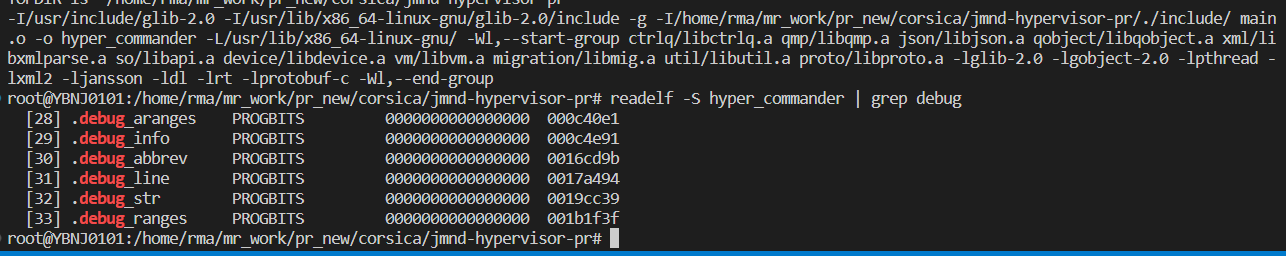 -I/usr/include/glib-2.0 -I/usr/lib/x86_64-linux-gnu/glib-2.0/include -g -I/home/rma/mr_work/pr_new/corsica/jmnd-hypervisor-pr/./include/ main
.o -o hyper_commander -L/usr/lib/x86_64-linux-gnu/ -Wl,--start-group ctrlq/libctrlq.a qmp/libqmp.a json/libjson.a qobject/libqobject.a xml/li
bxmlparse.a so/libapi.a device/libdevice.a vm/libvm.a migration/libmig.a util/libutil.a proto/libproto.a -lglib-2.0 -lgobject-2.0 -lpthread -
lxml2 -ljansson -ldl -lrt -lprotobuf-c -Wl,--end-group
root@YBNJ0101:/home/rma/mr_work/pr_new/corsica/jmnd-hypervisor-pr# readelf -S hyper_commander | grep debug
[28] .debug_aranges PROGBITS 0000000000000000 000c40e1
[29] .debug_info PROGBITS 0000000000000000 000c4e91
[30] .debug_abbrev PROGBITS 0000000000000000 0016cd9b
[31] .debug_line PROGBITS 0000000000000000 0017a494
[32] .debug_str PROGBITS 0000000000000000 0019cc39
[33] .debug_ranges PROGBITS 0000000000000000 001b1f3f
root@YBNJ0101:/home/rma/mr_work/pr_new/corsica/jmnd-hypervisor-pr#